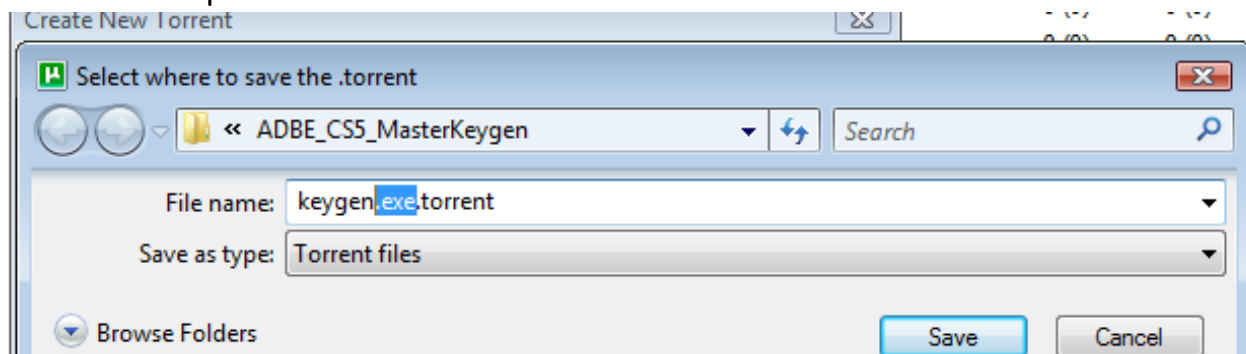 Create New Torrent
Select where to save the .torrent
« ADBE_CS5_MasterKeygen Search
File name: keygen.exe.torrent
Save as type: Torrent files
Browse Folders Save Cancel